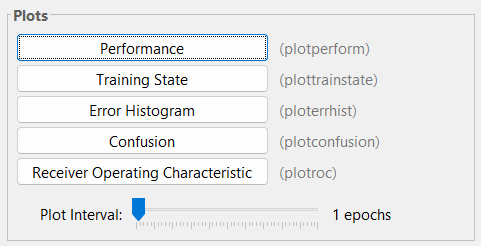 Plots
Performance (plotperform)
Training State (plottrainstate)
Error Histogram (ploterrhist)
Confusion (plotconfusion)
Receiver Operating Characteristic (plotroc)
Plot Interval: 1 epochs